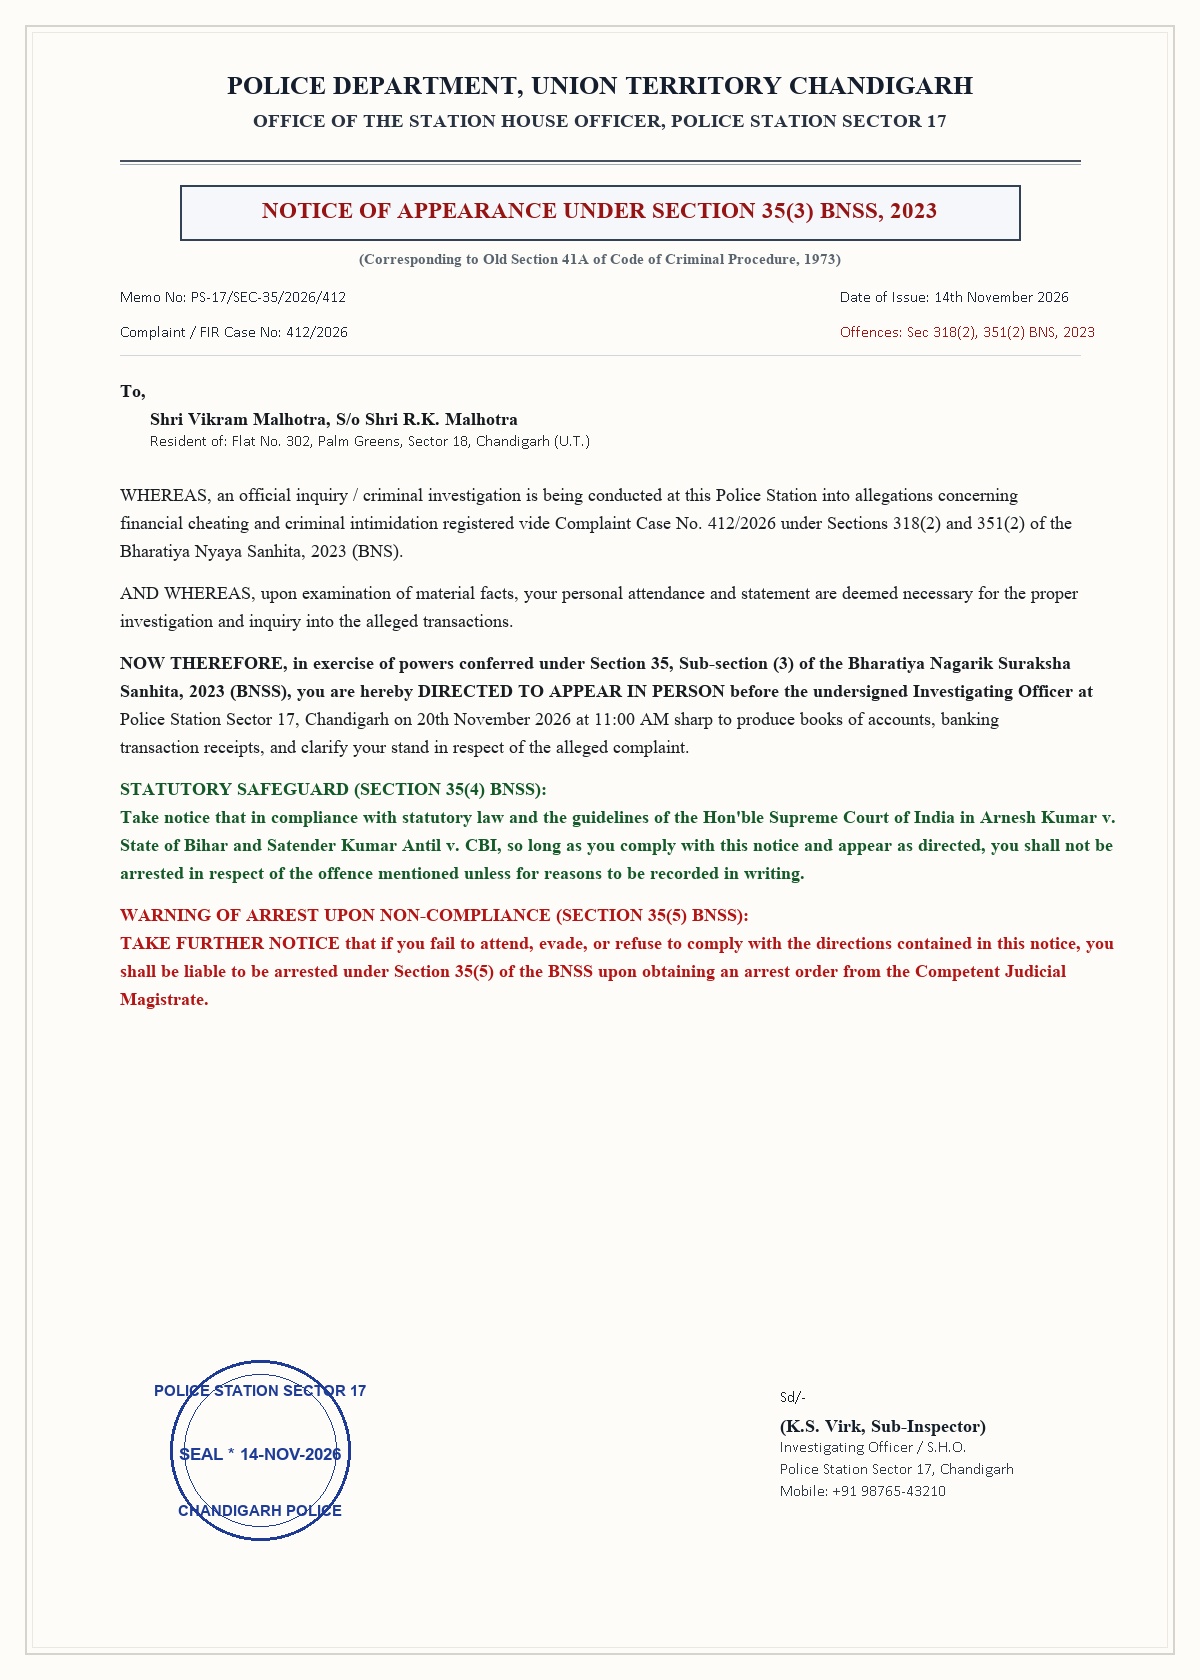 POLICE DEPARTMENT, UNION TERRITORY CHANDIGARH
OFFICE OF THE STATION HOUSE OFFICER, POLICE STATION SECTOR 17
NOTICE OF APPEARANCE UNDER SECTION 35(3) BNSS, 2023
(Corresponding to Old Section 41A of Code of Criminal Procedure, 1973)
Memo No: PS-17/SEC-35/2026/412
Date of Issue: 14th November 2026
Complaint / FIR Case No: 412/2026
Offences: Sec 318(2), 351(2) BNS, 2023
To,
Shri Vikram Malhotra, S/o Shri R.K. Malhotra
Resident of: Flat No. 302, Palm Greens, Sector 18, Chandigarh (U.T.)
WHEREAS, an official inquiry / criminal investigation is being conducted at this Police Station into allegations concerning
financial cheating and criminal intimidation registered vide Complaint Case No. 412/2026 under Sections 318(2) and 351(2) of the
Bharatiya Nyaya Sanhita, 2023 (BNS).
AND WHEREAS, upon examination of material facts, your personal attendance and statement are deemed necessary for the proper
investigation and inquiry into the alleged transactions.
NOW THEREFORE, in exercise of powers conferred under Section 35, Sub-section (3) of the Bharatiya Nagarik Suraksha
Sanhita, 2023 (BNSS), you are hereby DIRECTED TO APPEAR IN PERSON before the undersigned Investigating Officer at
Police Station Sector 17, Chandigarh on 20th November 2026 at 11:00 AM sharp to produce books of accounts, banking
transaction receipts, and clarify your stand in respect of the alleged complaint.
STATUTORY SAFEGUARD (SECTION 35(4) BNSS):
Take notice that in compliance with statutory law and the guidelines of the Hon'ble Supreme Court of India in Arnesh Kumar v.
State of Bihar and Satender Kumar Antil v. CBI, so long as you comply with this notice and appear as directed, you shall not be
arrested in respect of the offence mentioned unless for reasons to be recorded in writing.
WARNING OF ARREST UPON NON-COMPLIANCE (SECTION 35(5) BNSS):
TAKE FURTHER NOTICE that if you fail to attend, evade, or refuse to comply with the directions contained in this notice, you
shall be liable to be arrested under Section 35(5) of the BNSS upon obtaining an arrest order from the Competent Judicial
Magistrate.
POLICE STATION SECTOR 17
SEAL * 14-NOV-2026
CHANDIGARH POLICE
Sd/-
(K.S. Virk, Sub-Inspector)
Investigating Officer / S.H.O.
Police Station Sector 17, Chandigarh
Mobile: +91 98765-43210